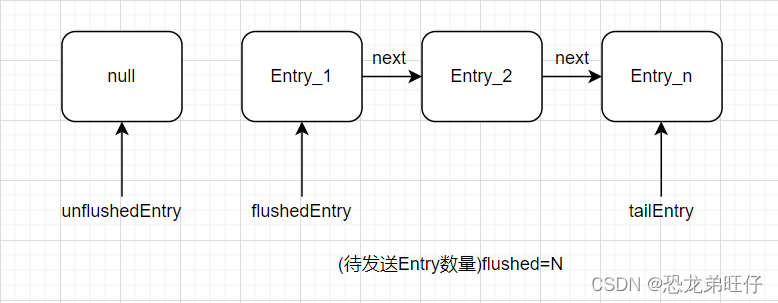 next
next
null
Entry_1
Entry_2
Entry_n
unflushedEntry
flushedEntry
tailEntry
(待发送Entry数量)flushed=N
CSDN @恐龙弟旺仔